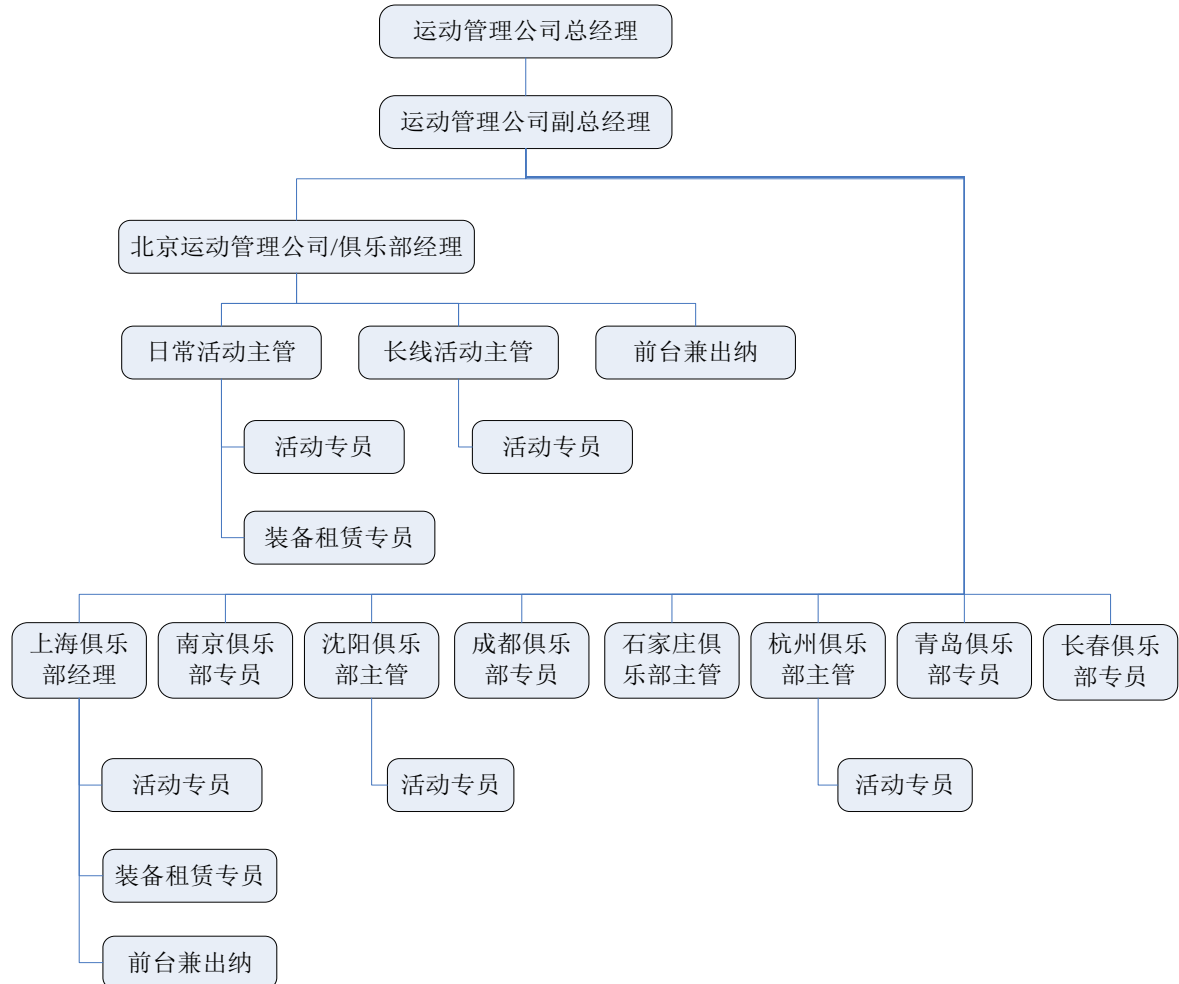 运动管理公司总经理
运动管理公司副总经理
北京运动管理公司/俱乐部经理
日常活动主管
长线活动主管
前台兼出纳
活动专员
活动专员
装备租赁专员
上海俱乐
部经理
南京俱乐
部专员
沈阳俱乐
部主管
成都俱乐
部专员
石家庄俱
乐部主管
杭州俱乐
部主管
青岛俱乐
部专员
长春俱乐
部专员
活动专员
活动专员
活动专员
装备租赁专员
前台兼出纳